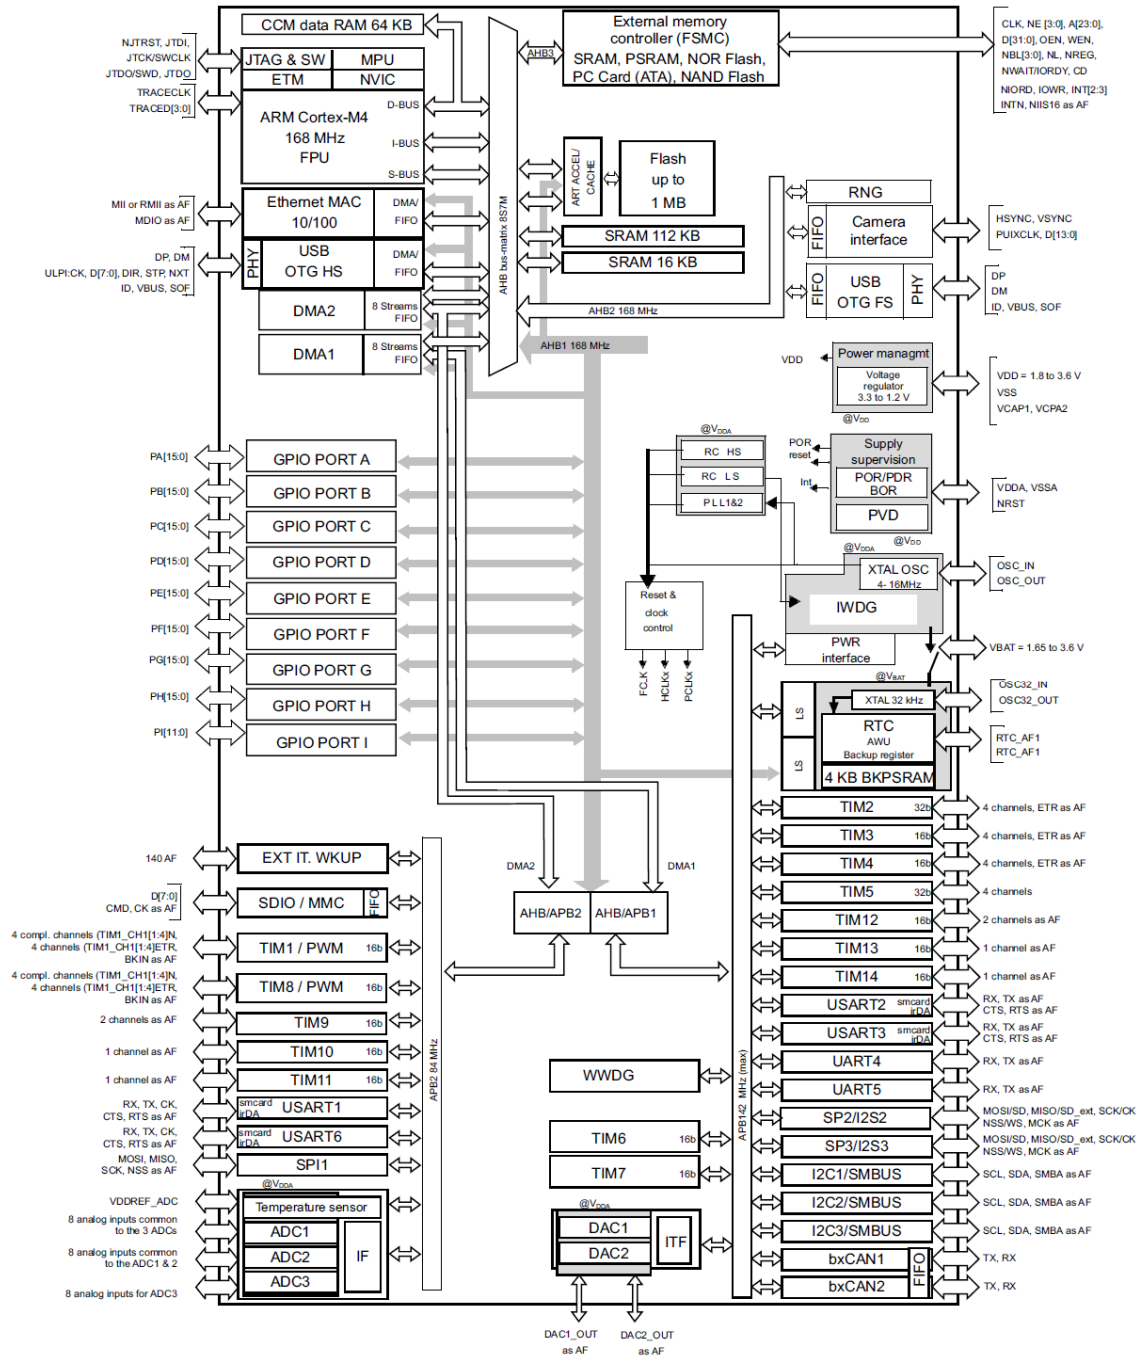 CCM data RAM 64 KB
External memory
controller (FSMC)
SRAM, PSRAM, NOR Flash,
PC Card (ATA), NAND Flash
AHB3
CLK, NE [3:0], A[23:0],
D[31:0], OEN, WEN,
NBL[3:0], NL, NREG,
NWAIT/IORDY, CD
NIORD, IOWR, INT[2:3]
INTN, NIIS16 as AF
NJTRST, JTDI,
JTCK/SWCLK
JTDO/SWD, JTDO
TRACECLK
TRACED[3:0]
JTAG & SW
MPU
ETM
NVIC
ARM Cortex-M4
168 MHz
FPU
D-BUS
I-BUS
S-BUS
AHB bus-matrix 8S7M
ART ACCEL/
CACHE
Flash
up to
1 MB
SRAM 112 KB
SRAM 16 KB
RNG
FIFO
Camera
interface
HSYNC, VSYNC
PUIXCLK, D[13:0]
FIFO
USB
OTG FS
PHY
DP
DM
ID, VBUS, SOF
MII or RMII as AF
MDIO as AF
Ethernet MAC
10/100
DMA/
FIFO
DP, DM
ULPI:CK, D[7:0], DIR, STP, NXT
ID, VBUS, SOF
PHY
USB
OTG HS
DMA/
FIFO
DMA2
8 Streams
FIFO
DMA1
8 Streams
FIFO
AHB2 168 MHz
AHB1 168 MHz
VDD
Power managmt
Voltage
regulator
3.3 to 1.2 V
@VDD
VDD = 1.8 to 3.6 V
VSS
VCAP1, VCPA2
@VDDA
RC HS
RC LS
PLL1&2
POR
reset
Int
Supply
supervision
POR/PDR
BOR
PVD
@VDD
VDDA, VSSA
NRST
@VDDA
XTAL OSC
4- 16MHz
IWDG
OSC_IN
OSC_OUT
PWR
interface
VBAT = 1.65 to 3.6 V
Reset &
clock
control
HCLKx
PCLKx
@VBAT
LS
LS
XTAL 32 kHz
RTC
AWU
Backup register
4 KB BKPSRAM
OSC32_IN
OSC32_OUT
RTC_AF1
RTC_AF1
PA[15:0]
GPIO PORT A
PB[15:0]
GPIO PORT B
PC[15:0]
GPIO PORT C
PD[15:0]
GPIO PORT D
PE[15:0]
GPIO PORT E
PF[15:0]
GPIO PORT F
PG[15:0]
GPIO PORT G
PH[15:0]
GPIO PORT H
PI[11:0]
GPIO PORT I
DMA2
DMA1
AHB/APB2
AHB/APB1
140 AF
EXT IT. WKUP
D[7:0]
CMD, CK as AF
SDIO / MMC
FIFO
4 compl. channels (TIM1_CH1[1:4]N,
4 channels (TIM1_CH1[1:4]ETR,
BKIN as AF
TIM1 / PWM 16b
4 compl. channels (TIM1_CH1[1:4]N,
4 channels (TIM1_CH1[1:4]ETR,
BKIN as AF
TIM8 / PWM 16b
2 channels as AF
TIM9 16b
1 channel as AF
TIM10 16b
1 channel as AF
TIM11 16b
RX, TX, CK,
CTS, RTS as AF
smcard
irDA
USART1
RX, TX, CK,
CTS, RTS as AF
smcard
irDA
USART6
MOSI, MISO,
SCK, NSS as AF
SPI1
@VDDA
VDDREF_ADC
Temperature sensor
8 analog inputs common
to the 3 ADCs
ADC1
8 analog inputs common
to the ADC1 & 2
ADC2
8 analog inputs for ADC3
ADC3
IF
APB2 84 MHz
WWDG
TIM6 16b
TIM7 16b
@VDDA
DAC1
DAC2
ITF
DAC1_OUT
as AF
DAC2_OUT
as AF
APB142 MHz (max)
TIM2 32b
4 channels, ETR as AF
TIM3 16b
4 channels, ETR as AF
TIM4 16b
4 channels, ETR as AF
TIM5 32b
4 channels
TIM12 16b
2 channels as AF
TIM13 16b
1 channel as AF
TIM14 16b
1 channel as AF
USART2
smcard
irDA
RX, TX as AF
CTS, RTS as AF
USART3
smcard
irDA
RX, TX as AF
CTS, RTS as AF
UART4
RX, TX as AF
UART5
RX, TX as AF
SP2/I2S2
MOSI/SD, MISO/SD_ext, SCK/CK
NSS/WS, MCK as AF
SP3/I2S3
MOSI/SD, MISO/SD_ext, SCK/CK
NSS/WS, MCK as AF
I2C1/SMBUS
SCL, SDA, SMBA as AF
I2C2/SMBUS
SCL, SDA, SMBA as AF
I2C3/SMBUS
SCL, SDA, SMBA as AF
bxCAN1
TX, RX
bxCAN2
TX, RX
FIFO